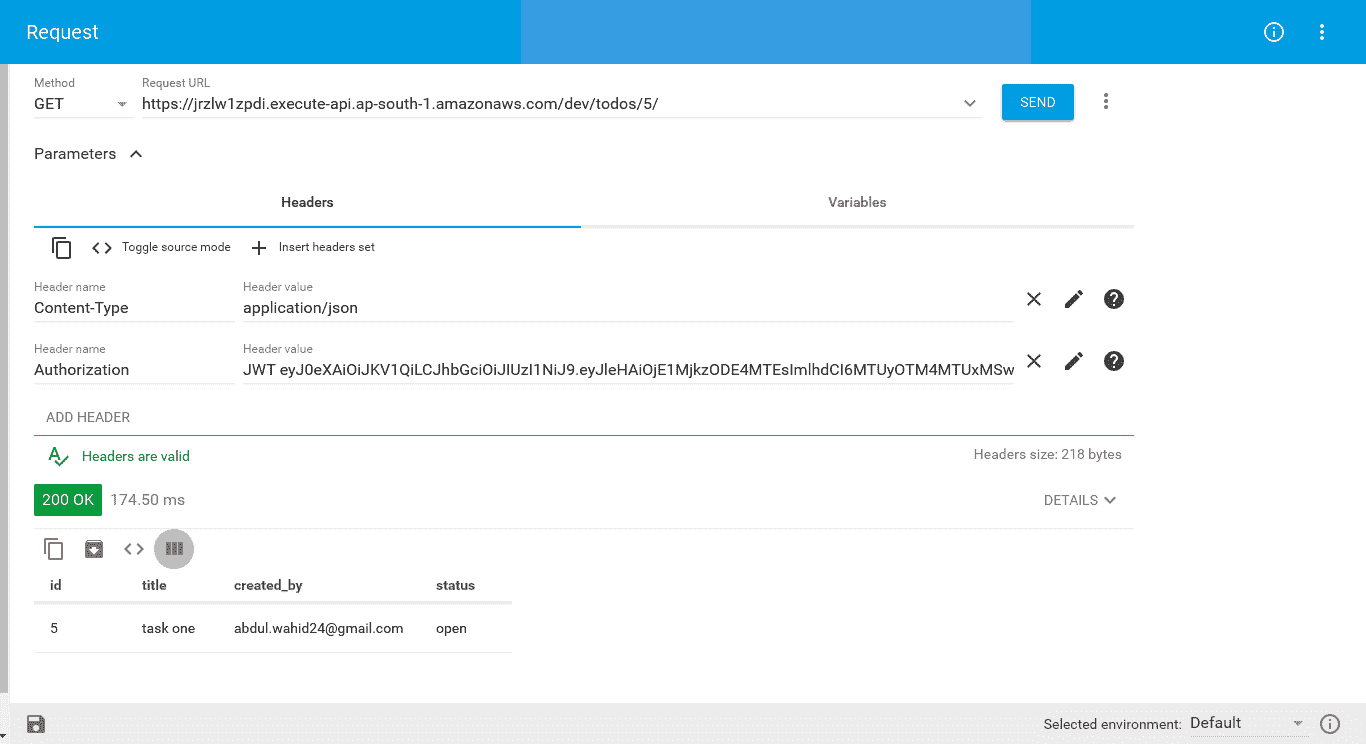 Request
Method
Request URL
GET
https://jrzlw1zpdi.execute-api.ap-south-1.amazonaws.com/dev/todos/5/
SEND
Parameters
Headers
Variables
Toggle source mode
Insert headers set
Header name
Header value
Content-Type
application/json
Header name
Header value
Authorization
JWT eyJ0eXAiOiJKV1QiLCJhbGciOiJIUzI1NiJ9.eyJleHAiOjE1MjkzODE4MTEsImlhdCI6MTUyOTM4MTUxMSw
ADD HEADER
Headers are valid
Headers size: 218 bytes
200 OK
174.50 ms
DETAILS
id title created_by status
5 task one abdul.wahid24@gmail.com open
Selected environment: Default